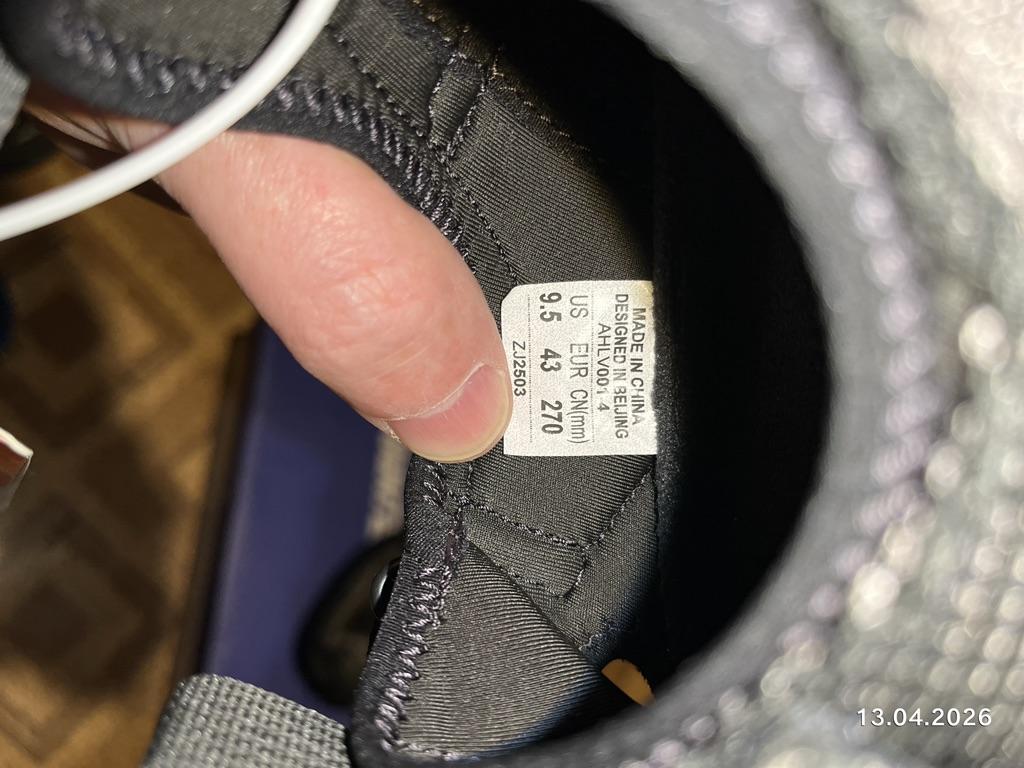 MADE IN CHINA
DESIGNED IN BEIJING
AHLV001-4
US EUR CN(mm)
9.5 43 270
ZJ2503
13.04.2026